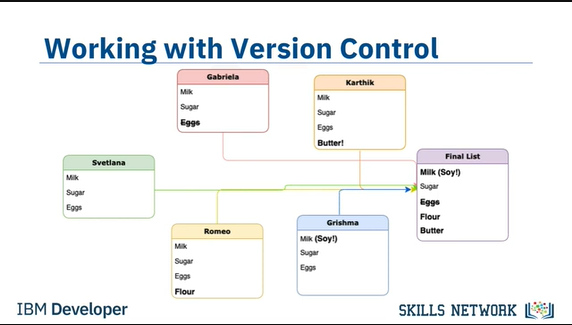 Working with Version Control
Gabriela
Milk
Sugar
Eggs
Karthik
Milk
Sugar
Eggs
Butter!
Svetlana
Milk
Sugar
Eggs
Final List
Milk (Soy!)
Sugar
Eggs
Flour
Butter
Romeo
Milk
Sugar
Eggs
Flour
Grishma
Milk (Soy!)
Sugar
Eggs
IBM Developer
SKILLS NETWORK